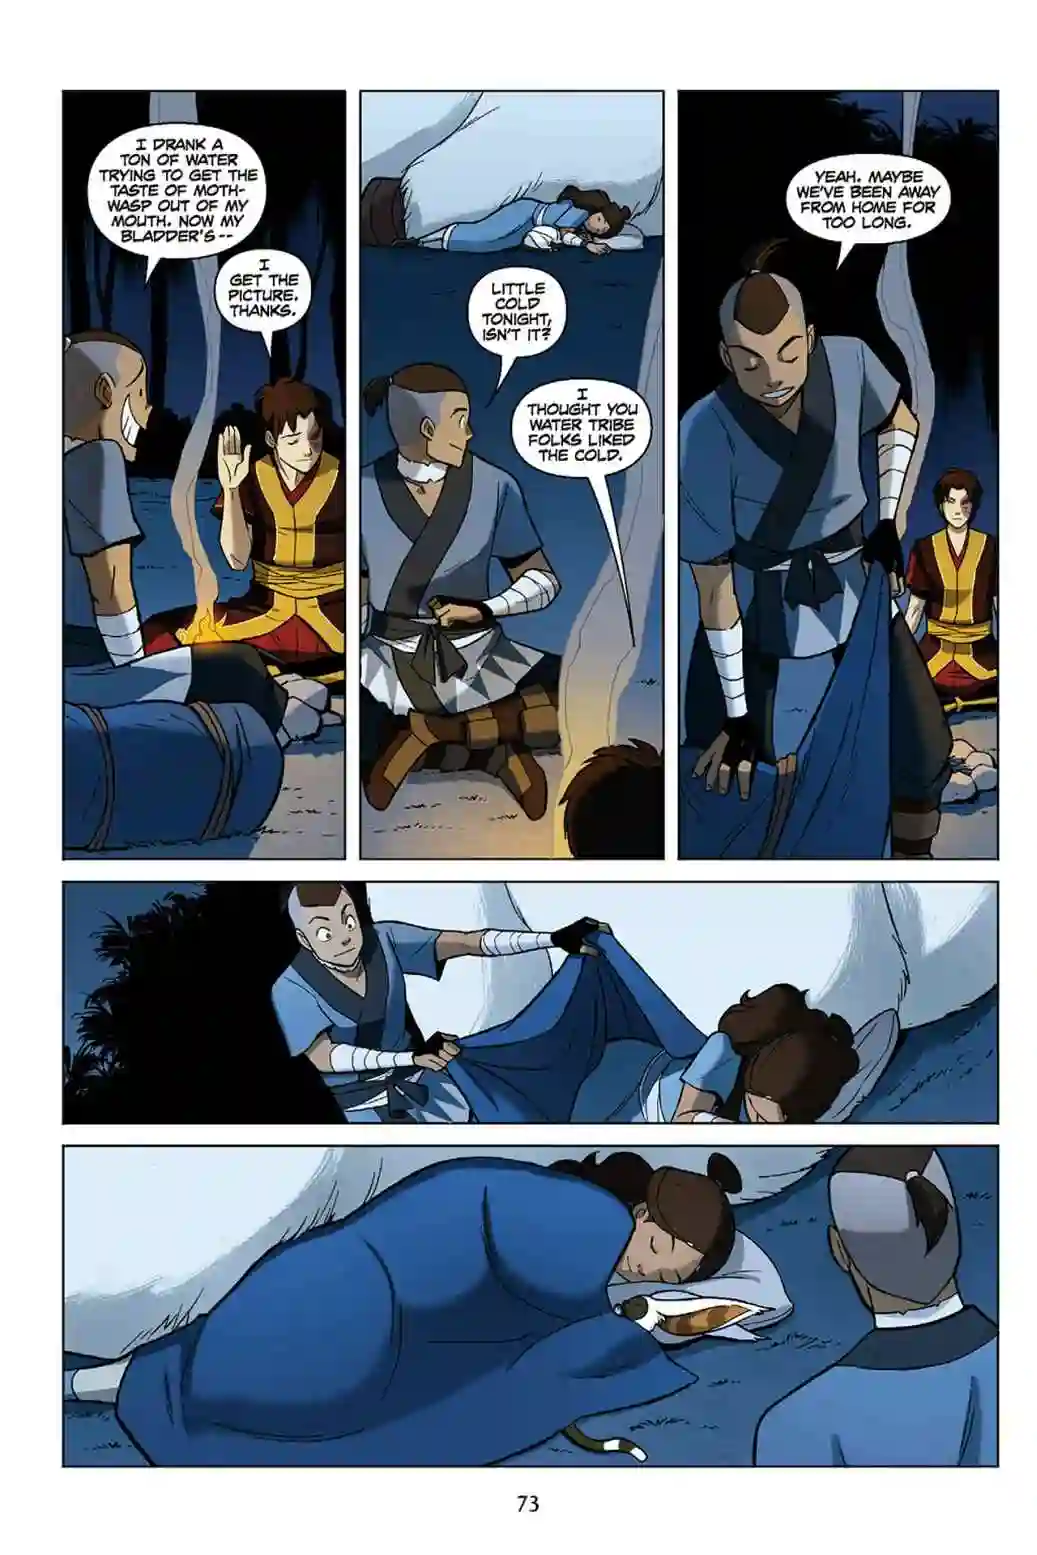 I DRANK A
TON OF WATER
TRYING TO GET THE
TASTE OF MOTH-
WASP OUT OF MY
MOUTH. NOW MY
BLADDER'S --
I
GET THE
PICTURE.
THANKS.
LITTLE
COLD
TONIGHT,
ISN'T IT?
I
THOUGHT YOU
WATER TRIBE
FOLKS LIKED
THE COLD.
YEAH. MAYBE
WE'VE BEEN AWAY
FROM HOME FOR
TOO LONG.
73